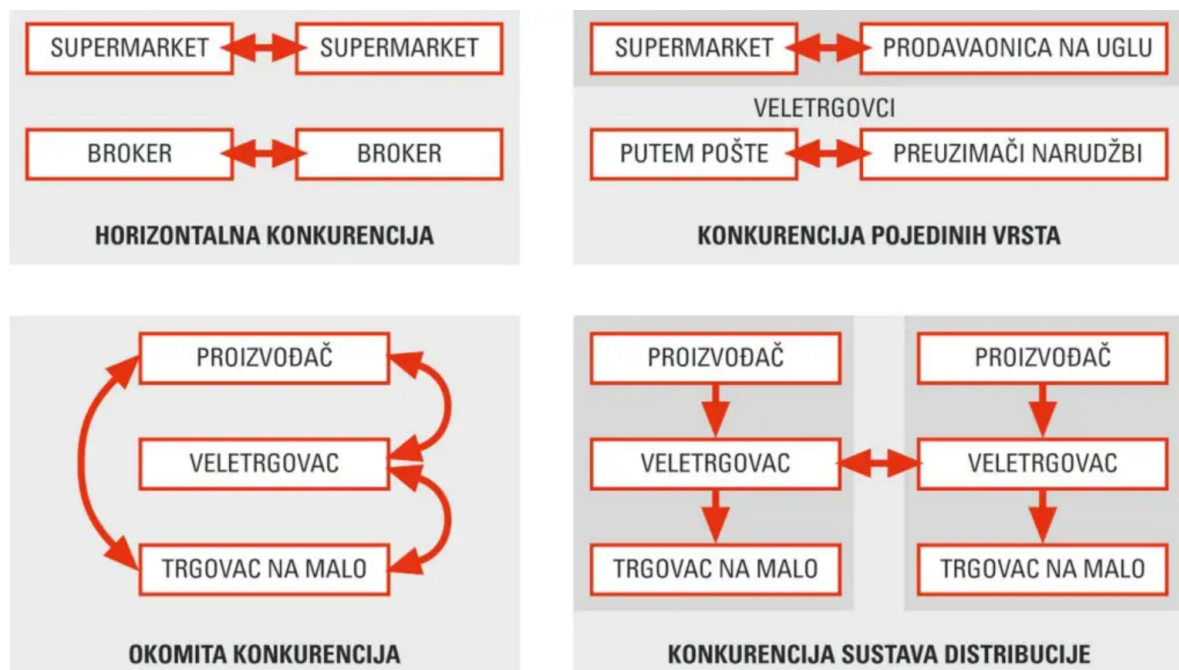 SUPERMARKET
SUPERMARKET
BROKER
BROKER
HORIZONTALNA KONKURENCIJA
SUPERMARKET
PRODAVAONICA NA UGLU
VELETRGOVCI
PUTEM POŠTE
PREUZIMAČI NARUDŽBI
KONKURENCIJA POJEDINIH VRSTA
PROIZVOĐAČ
VELETRGOVAC
TRGOVAC NA MALO
OKOMITA KONKURENCIJA
PROIZVOĐAČ
PROIZVOĐAČ
VELETRGOVAC
VELETRGOVAC
TRGOVAC NA MALO
TRGOVAC NA MALO
KONKURENCIJA SUSTAVA DISTRIBUCIJE